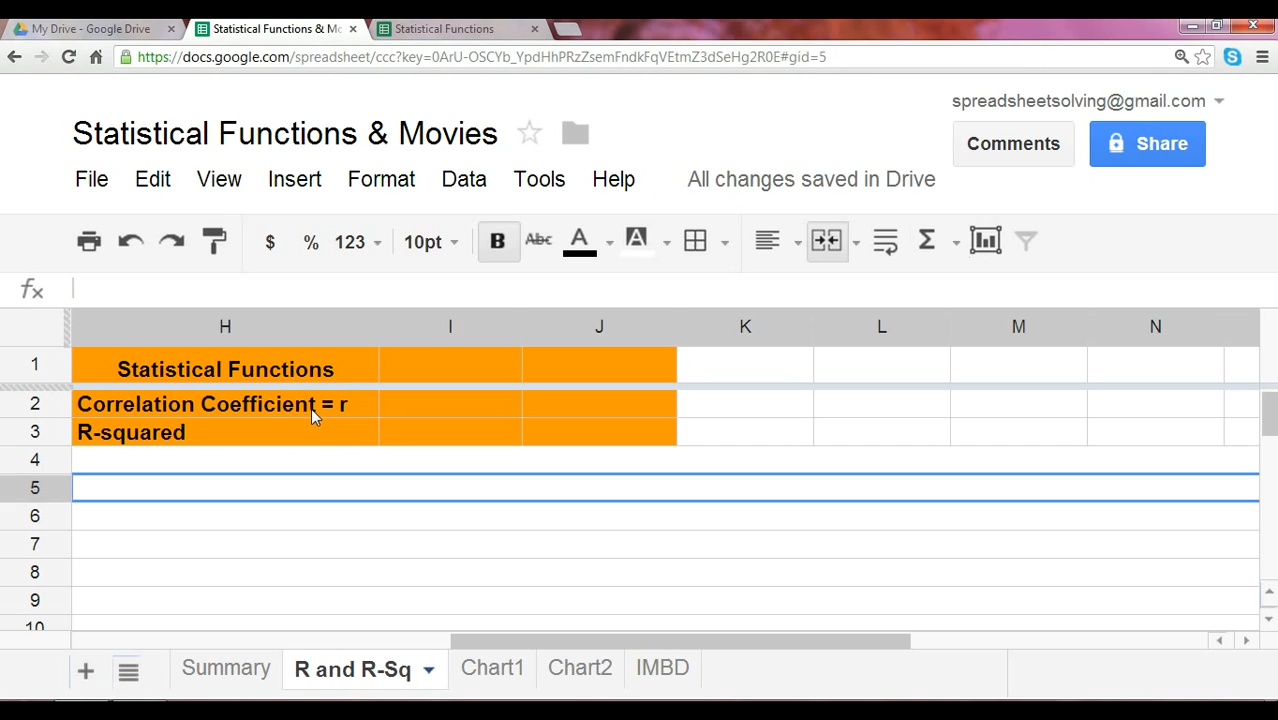 My Drive - Google Drive × Statistical Functions & Mo × Statistical Functions ×
https://docs.google.com/spreadsheet/ccc?key=0ArU-OSCYb_YpdHhPRzZsemFndkFqVEtmZ3dSeHg2R0E#gid=5
spreadsheetsolving@gmail.com
Statistical Functions & Movies
Comments Share
File Edit View Insert Format Data Tools Help All changes saved in Drive
$ % 123 10pt B Abc A A Σ
fx
H I J K L M N
1 Statistical Functions
2 Correlation Coefficient = r
3 R-squared
4
5
6
7
8
9
10
+ Summary R and R-Sq Chart1 Chart2 IMBD